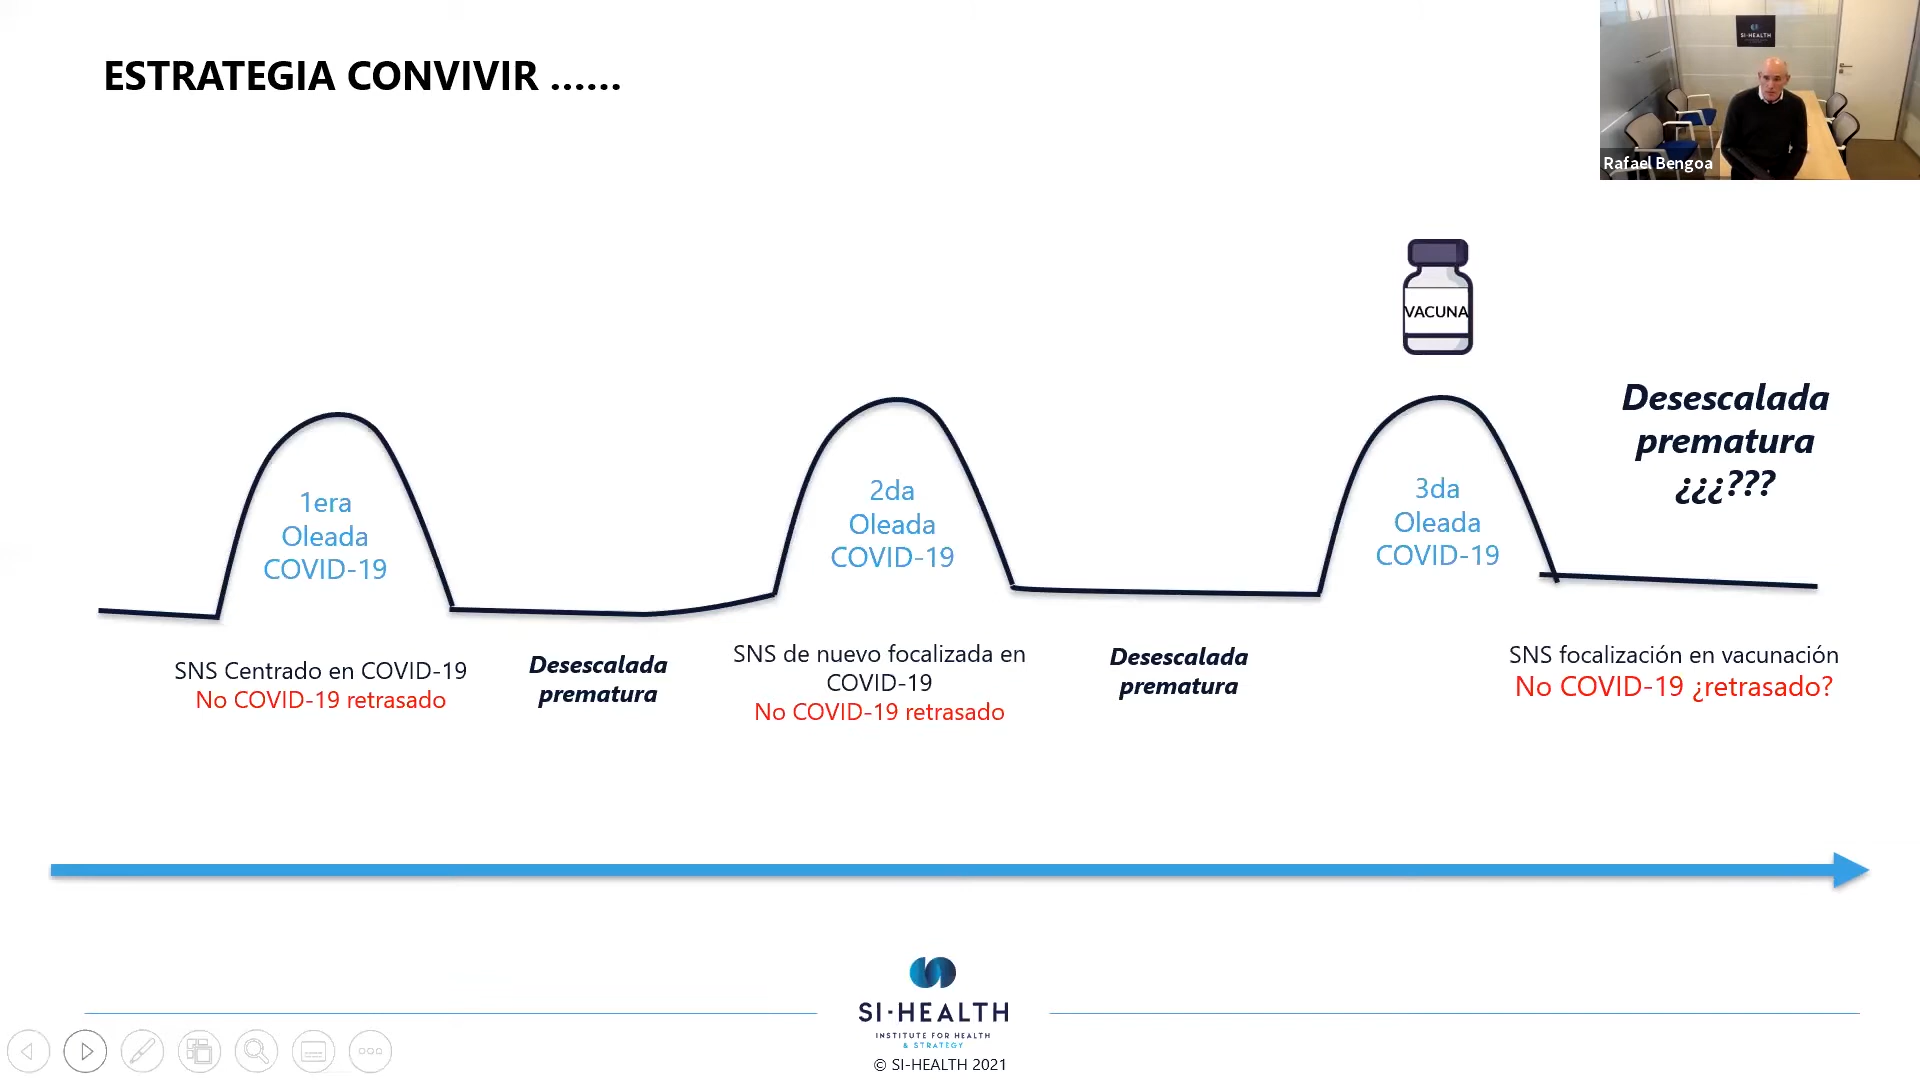 ESTRATEGIA CONVIVIR ......
SI-HEALTH
Rafael Bengoa
VACUNA
Desescalada
prematura
¿¿¿???
1era
Oleada
COVID-19
2da
Oleada
COVID-19
3da
Oleada
COVID-19
SNS Centrado en COVID-19
No COVID-19 retrasado
Desescalada
prematura
SNS de nuevo focalizada en
COVID-19
No COVID-19 retrasado
Desescalada
prematura
SNS focalización en vacunación
No COVID-19 ¿retrasado?
SI-HEALTH
INSTITUTE FOR HEALTH
& STRATEGY
© SI-HEALTH 2021